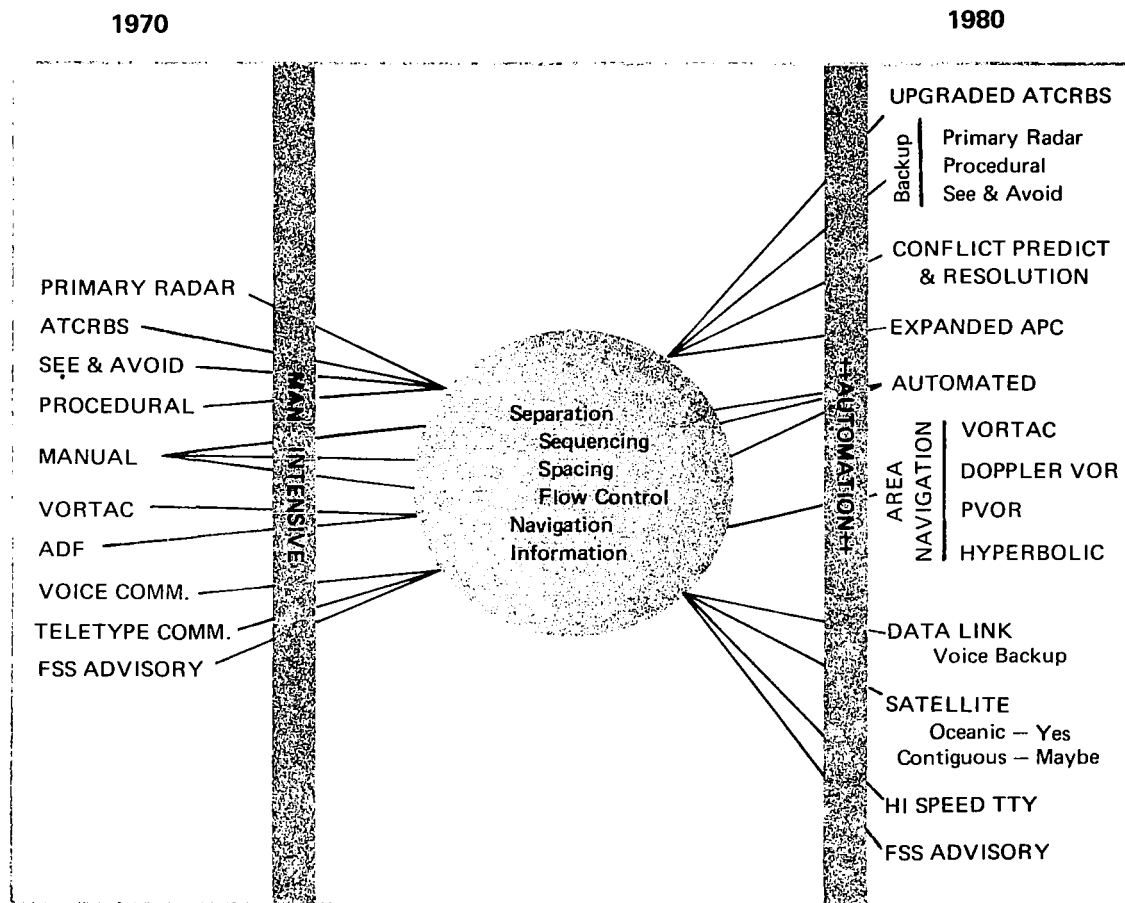 1970
1980
PRIMARY RADAR
ATCRBS
SEE & AVOID
PROCEDURAL
MANUAL
VORTAC
ADF
VOICE COMM.
TELETYPE COMM.
FSS ADVISORY
MAN INTENSIVE
Separation
Sequencing
Spacing
Flow Control
Navigation
Information
++AUTOMATION++
UPGRADED ATCRBS
Backup
Primary Radar
Procedural
See & Avoid
CONFLICT PREDICT
& RESOLUTION
EXPANDED APC
AUTOMATED
AREA
NAVIGATION
VORTAC
DOPPLER VOR
PVOR
HYPERBOLIC
DATA LINK
Voice Backup
SATELLITE
Oceanic – Yes
Contiguous – Maybe
HI SPEED TTY
FSS ADVISORY